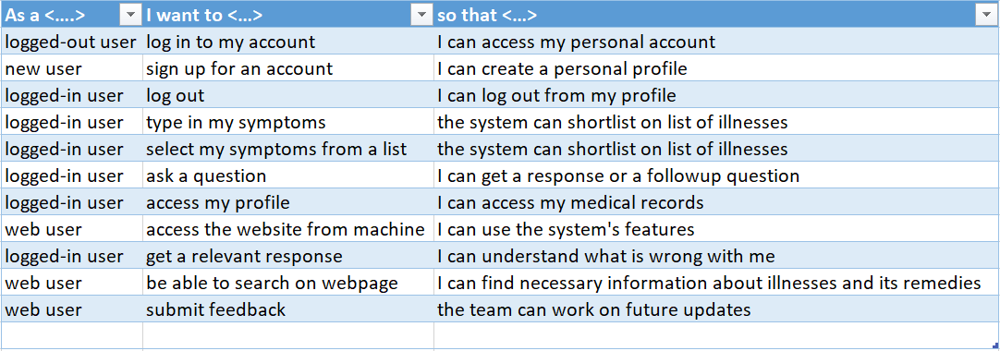 As a <....> I want to <...> so that <...>
logged-out user log in to my account I can access my personal account
new user sign up for an account I can create a personal profile
logged-in user log out I can log out from my profile
logged-in user type in my symptoms the system can shortlist on list of illnesses
logged-in user select my symptoms from a list the system can shortlist on list of illnesses
logged-in user ask a question I can get a response or a followup question
logged-in user access my profile I can access my medical records
web user access the website from machine I can use the system's features
logged-in user get a relevant response I can understand what is wrong with me
web user be able to search on webpage I can find necessary information about illnesses and its remedies
web user submit feedback the team can work on future updates